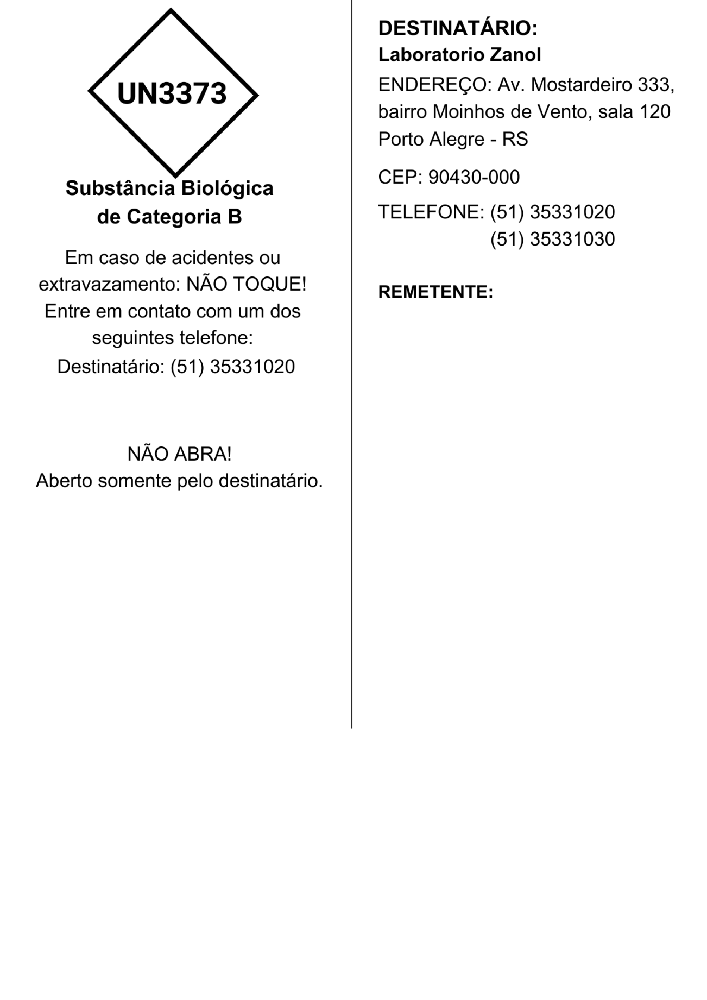 UN3373
Substância Biológica
de Categoria B
Em caso de acidentes ou
extravazamento: NÃO TOQUE!
Entre em contato com um dos
seguintes telefone:
Destinatário: (51) 35331020
NÃO ABRA!
Aberto somente pelo destinatário.
DESTINATÁRIO:
Laboratorio Zanol
ENDEREÇO: Av. Mostardeiro 333,
bairro Moinhos de Vento, sala 120
Porto Alegre - RS
CEP: 90430-000
TELEFONE: (51) 35331020
(51) 35331030
REMETENTE: